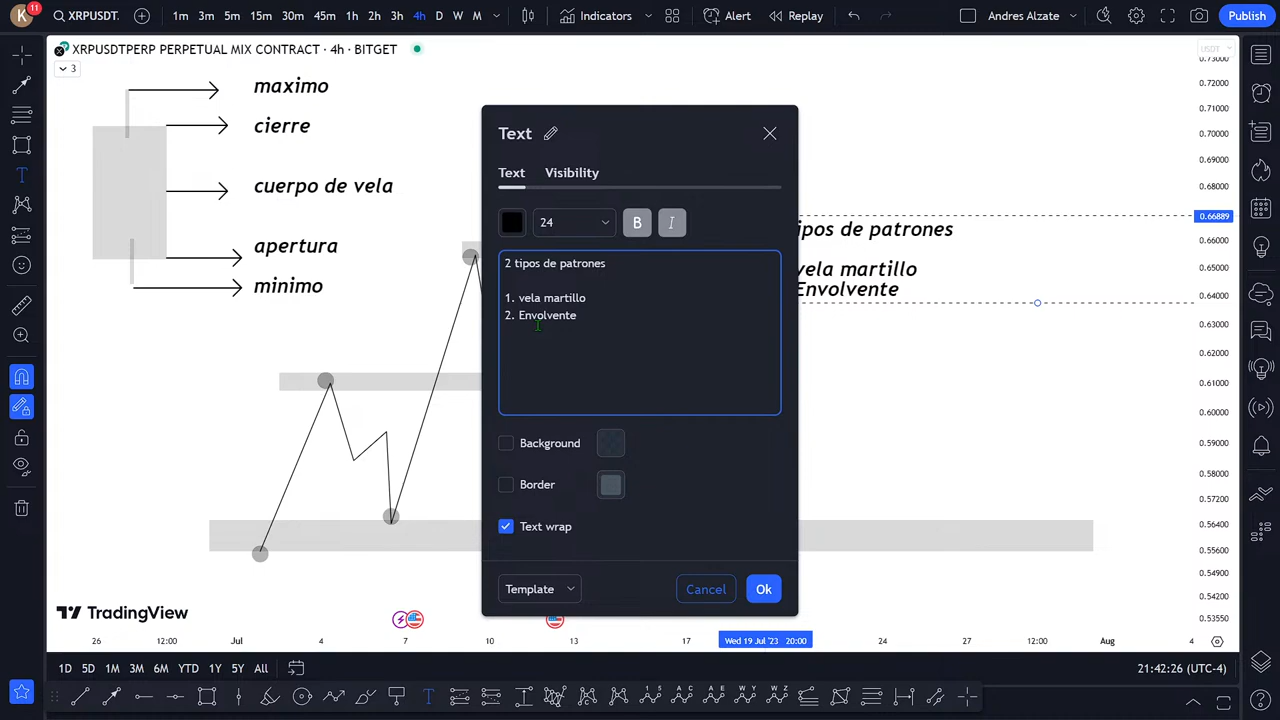 K
11
XRPUSDT.
1m 3m 5m 15m 30m 45m 1h 2h 3h 4h D W M
Indicators
Alert
Replay
Andres Alzate
Publish
XRPUSDTPERP PERPETUAL MIX CONTRACT · 4h · BITGET
3
maximo
cierre
cuerpo de vela
apertura
minimo
Text
Text Visibility
24
B I
2 tipos de patrones
1. vela martillo
2. Envolvente
Background
Border
Text wrap
Template
Cancel
Ok
ipos de patrones
vela martillo
Envolvente
USDT
0.73000
0.72000
0.71000
0.70000
0.69000
0.68000
0.66889
0.66000
0.65000
0.64000
0.63000
0.62000
0.61000
0.60000
0.59000
0.58000
0.57200
0.56400
0.55600
0.54900
0.54200
0.53550
TradingView
26 12:00 Jul 4 7 10 13 17 Wed 19 Jul '23 20:00 24 27 12:00 Aug 4
1D 5D 1M 3M 6M YTD 1Y 5Y All
21:42:26 (UTC-4)